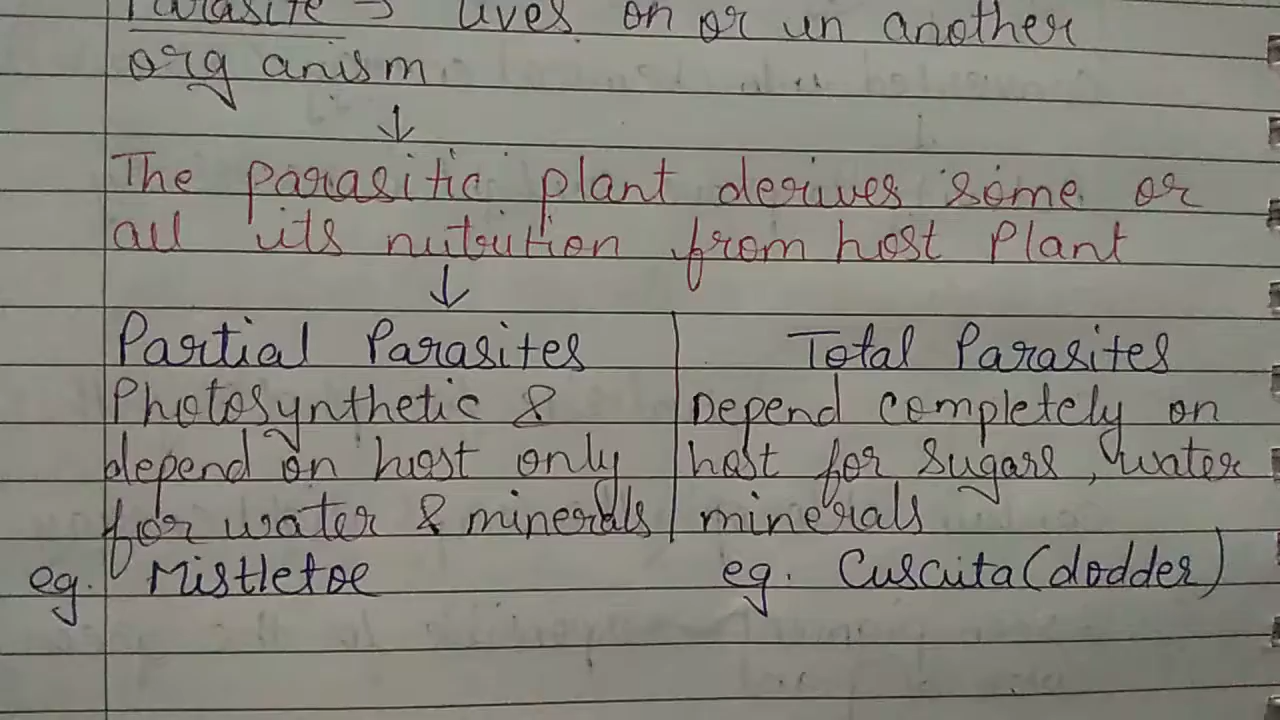 Parasite → lives on or in another
organism
↓
The parasitic plant derives some or
all its nutrition from host Plant
↓
Partial Parasites | Total Parasites
Photosynthetic & | Depend completely on
depend on host only | host for sugars, water
for water & minerals | minerals
eg. Mistletoe eg. Cuscuta (dodder)